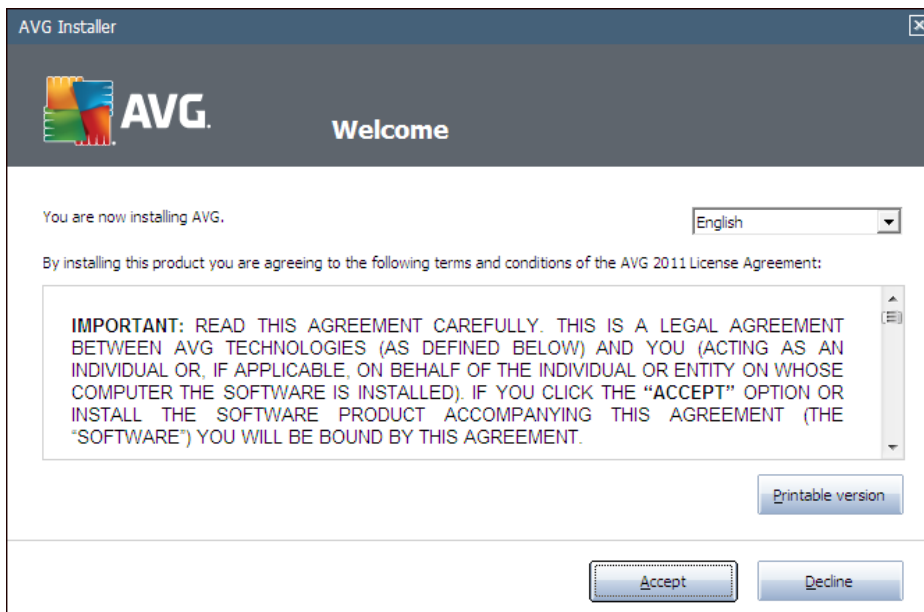 AVG Installer
AVG.
Welcome
You are now installing AVG.
English
By installing this product you are agreeing to the following terms and conditions of the AVG 2011 License Agreement:
IMPORTANT: READ THIS AGREEMENT CAREFULLY. THIS IS A LEGAL AGREEMENT
BETWEEN AVG TECHNOLOGIES (AS DEFINED BELOW) AND YOU (ACTING AS AN
INDIVIDUAL OR, IF APPLICABLE, ON BEHALF OF THE INDIVIDUAL OR ENTITY ON WHOSE
COMPUTER THE SOFTWARE IS INSTALLED). IF YOU CLICK THE “ACCEPT” OPTION OR
INSTALL THE SOFTWARE PRODUCT ACCOMPANYING THIS AGREEMENT (THE
“SOFTWARE”) YOU WILL BE BOUND BY THIS AGREEMENT.
Printable version
Accept
Decline